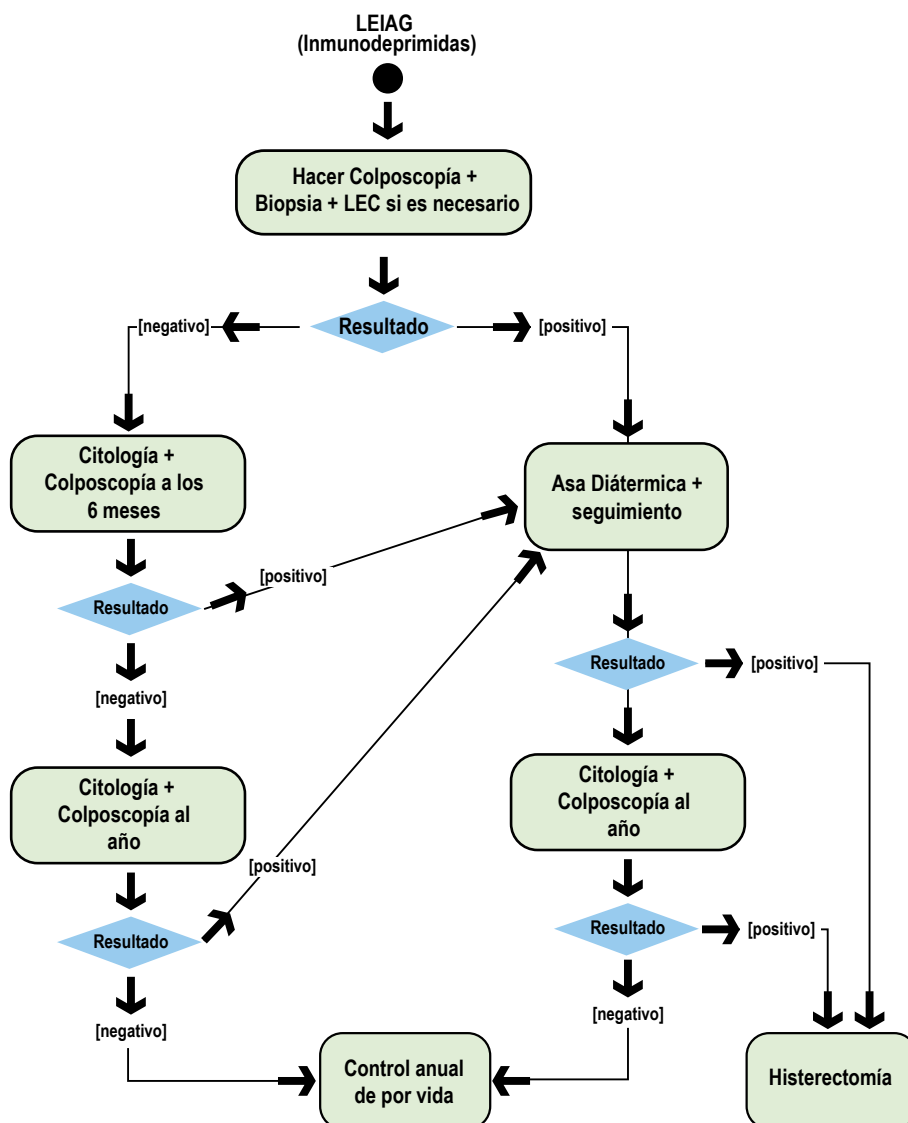 LEIAG
(Inmunodeprimidas)
Hacer Colposcopía +
Biopsia + LEC si es necesario
[negativo]
Resultado
[positivo]
Citología +
Colposcopía a los
6 meses
Asa Diátermica +
seguimiento
[positivo]
Resultado
Resultado
[positivo]
[negativo]
Citología +
Colposcopía al
año
Citología +
Colposcopía al
año
[positivo]
Resultado
Resultado
[positivo]
[negativo]
[negativo]
Control anual
de por vida
Histerectomía